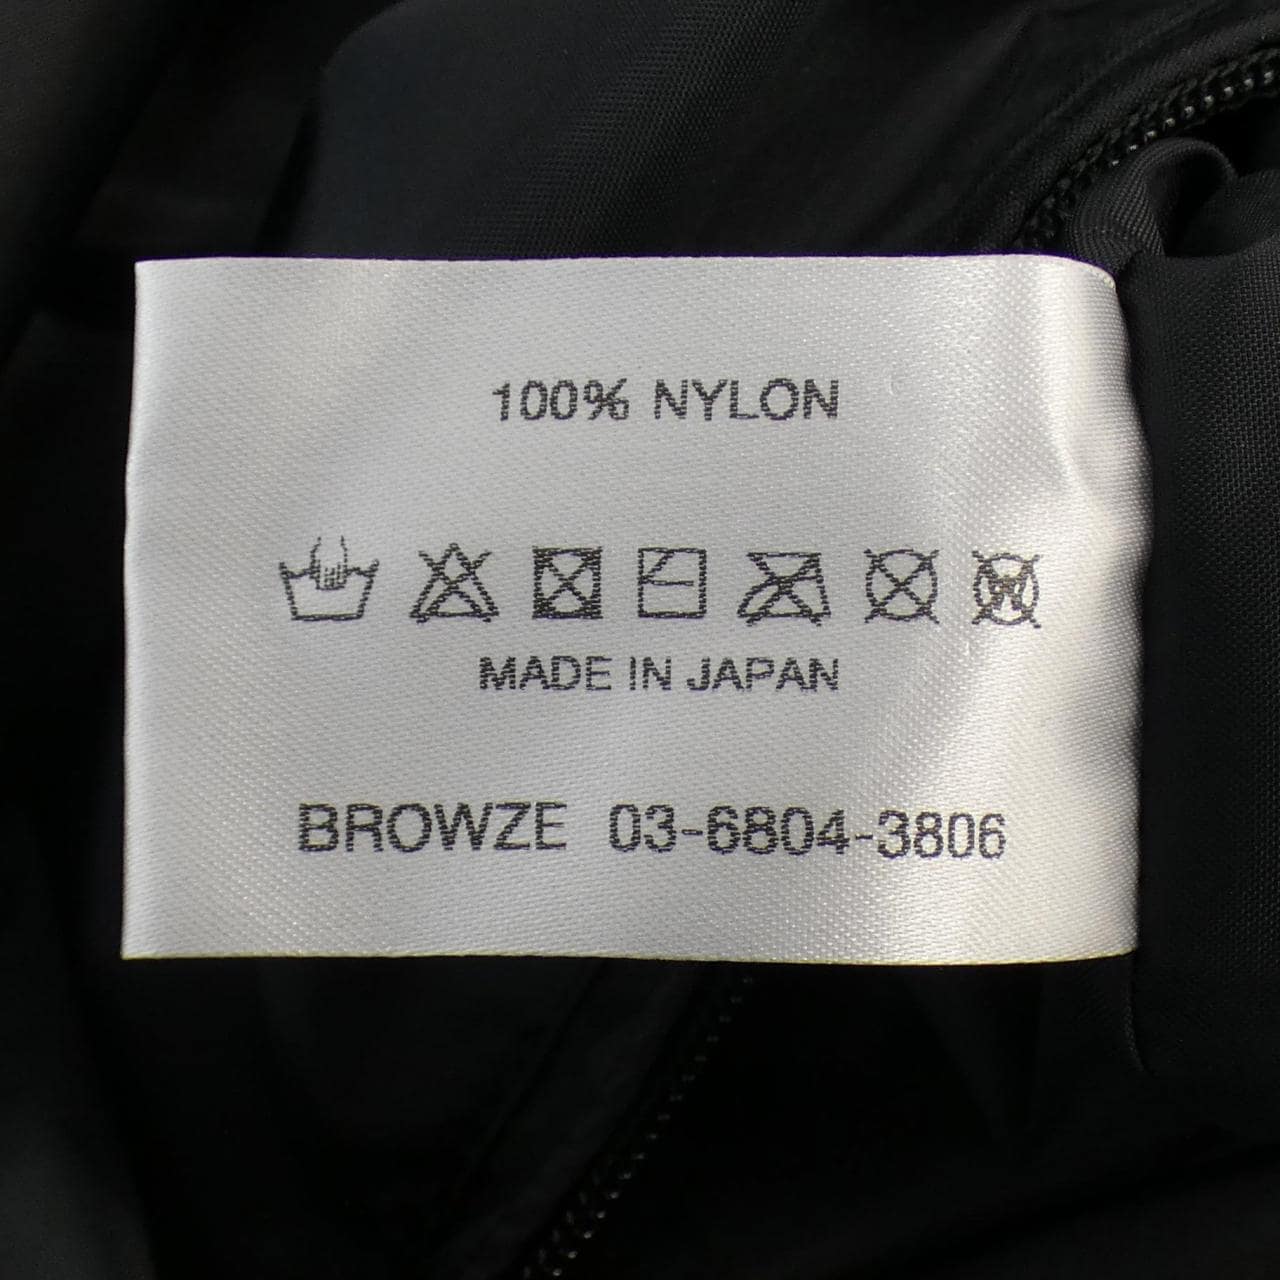 100% NYLON
MADE IN JAPAN
BROWZE 03-6804-3806